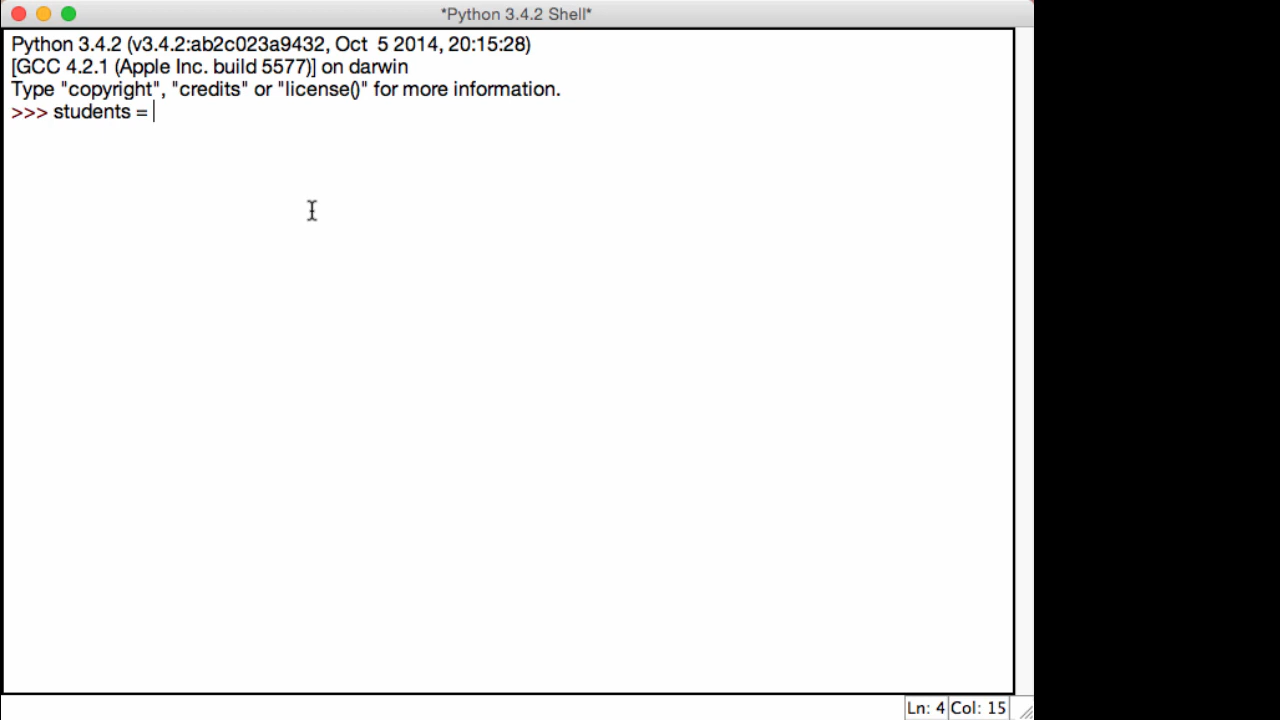 *Python 3.4.2 Shell*
Python 3.4.2 (v3.4.2:ab2c023a9432, Oct  5 2014, 20:15:28)
[GCC 4.2.1 (Apple Inc. build 5577)] on darwin
Type "copyright", "credits" or "license()" for more information.
>>> students =
Ln: 4 Col: 15